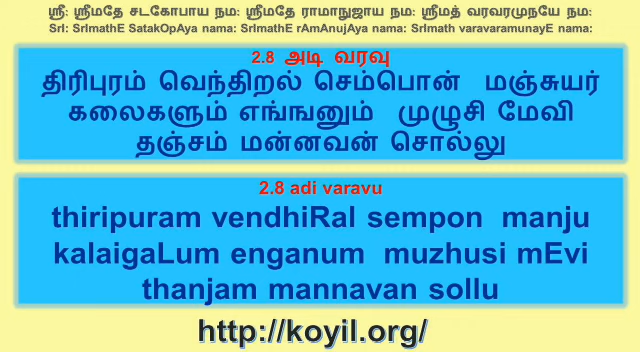 ஸ்ரீ: ஸ்ரீமதே சடகோபாய நம: ஸ்ரீமதே ராமாநுஜாய நம: ஸ்ரீமத் வரவரமுநயே நம:
SrI: SrImathE SatakOpAya nama: SrImathE rAmAnujAya nama: SrImath varavaramunayE nama:
2.8 அடி வரவு
திரிபுரம் வெந்திறல் செம்பொன் மஞ்சுயர்
கலைகளும் எங்ஙனும் முழுசி மேவி
தஞ்சம் மன்னவன் சொல்லு
2.8 adi varavu
thiripuram vendhiRal sempon manju
kalaigaLum enganum muzhusi mEvi
thanjam mannavan sollu
http://koyil.org/